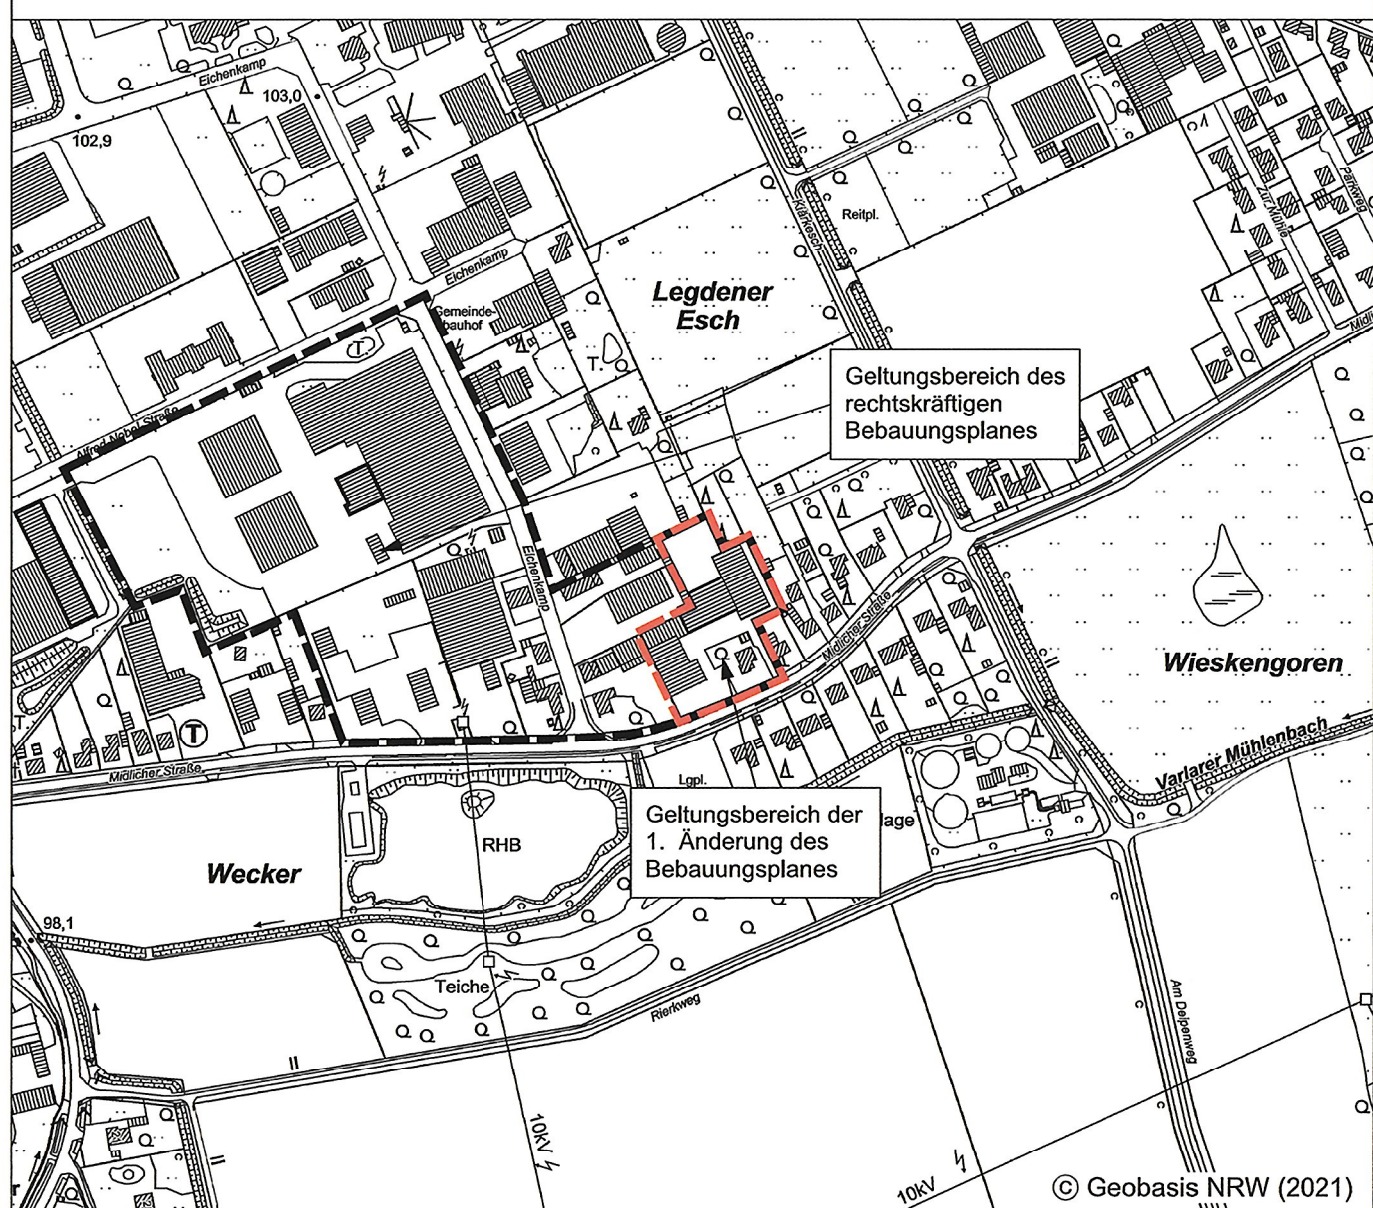 Eichenkamp
103,0
102,9
Klärkesch
Reitpl.
Zur Mühle
Parkweg
Eichenkamp
Gemeinde-
bauhof
Legdener
Esch
T.
T
Alfred-Nobel-Straße
Geltungsbereich des
rechtskräftigen
Bebauungsplanes
Eichenkamp
Midlicher Straße
Wieskengoren
T.
T
Midlicher Straße
Varlarer Mühlenbach
Lgpl.
Geltungsbereich der
1. Änderung des
Bebauungsplanes
lage
RHB
Wecker
98,1
Teiche
Rierkweg
Am Delpenweg
10kV
10kV
© Geobasis NRW (2021)